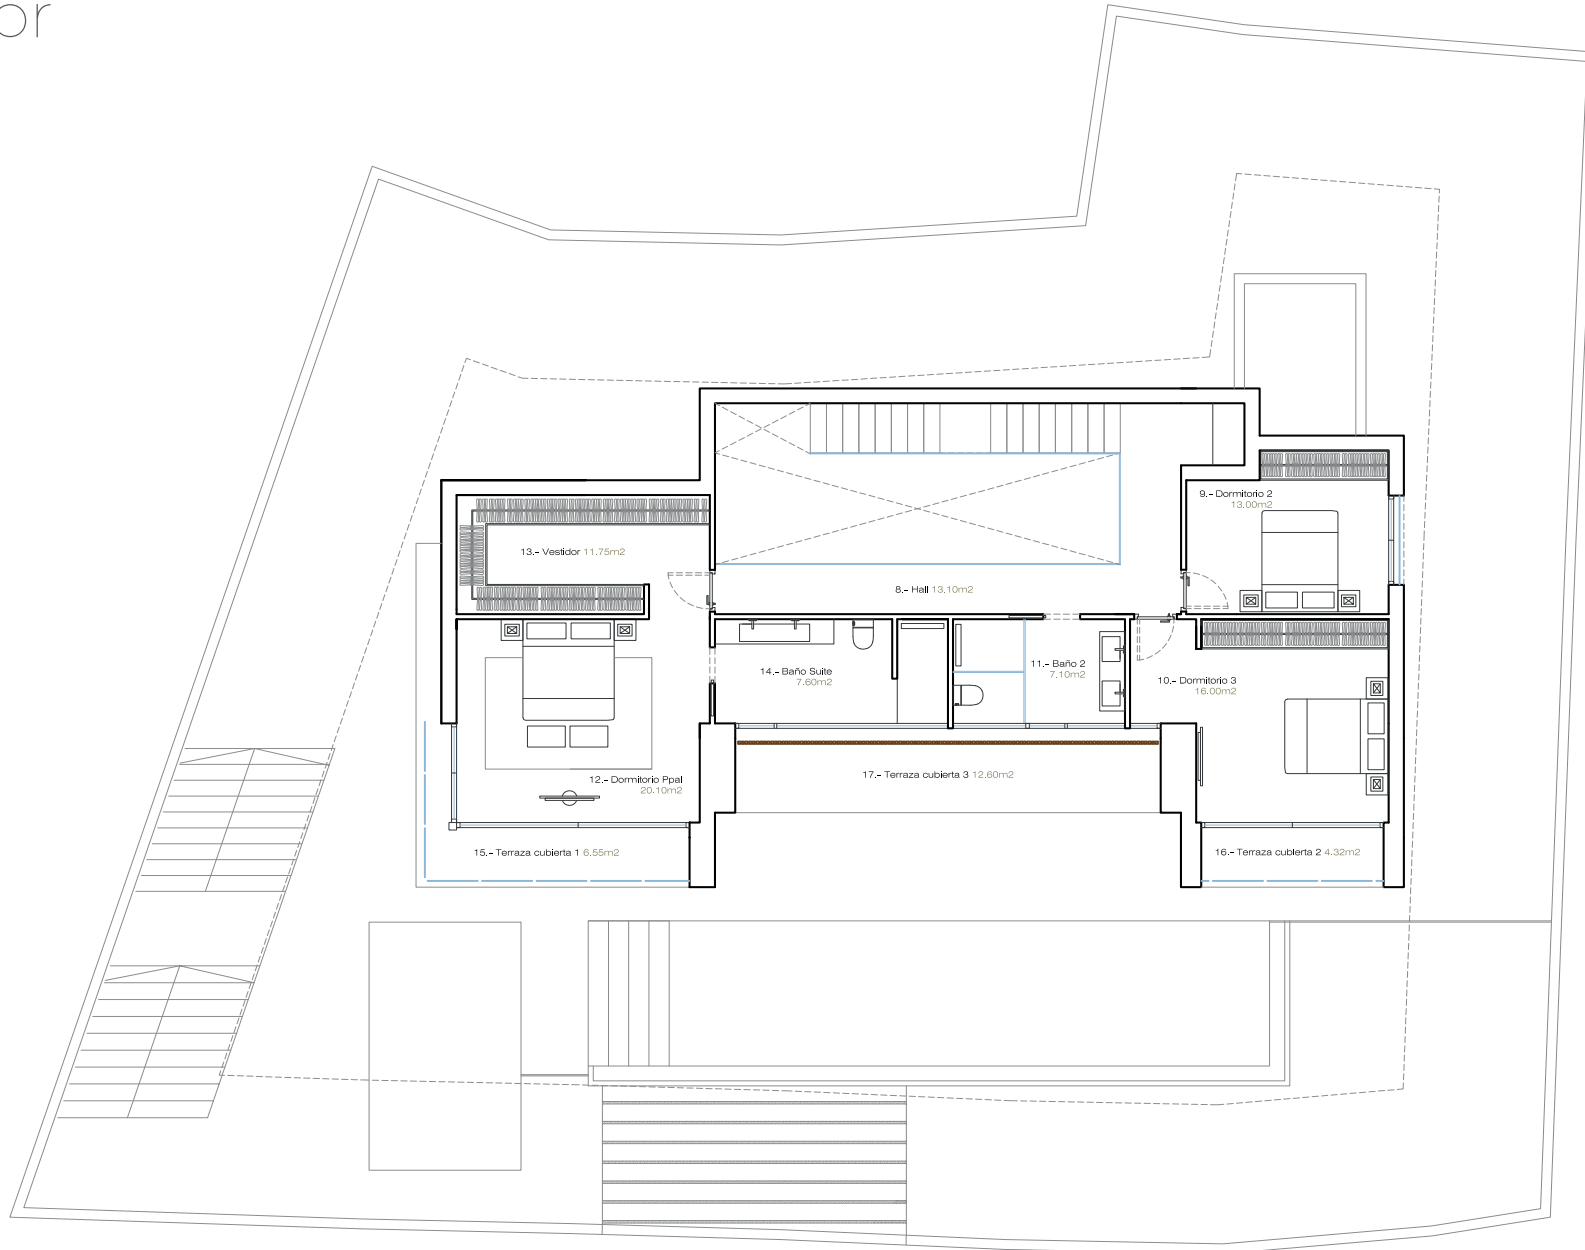 or
9.- Dormitorio 2
13.00m2
13.- Vestidor 11.75m2
8.- Hall 13.10m2
14.- Baño Suite
7.60m2
11.- Baño 2
7.10m2
10.- Dormitorio 3
16.00m2
12.- Dormitorio Ppal
20.10m2
17.- Terraza cubierta 3 12.60m2
15.- Terraza cubierta 1 6.55m2
16.- Terraza cubierta 2 4.32m2